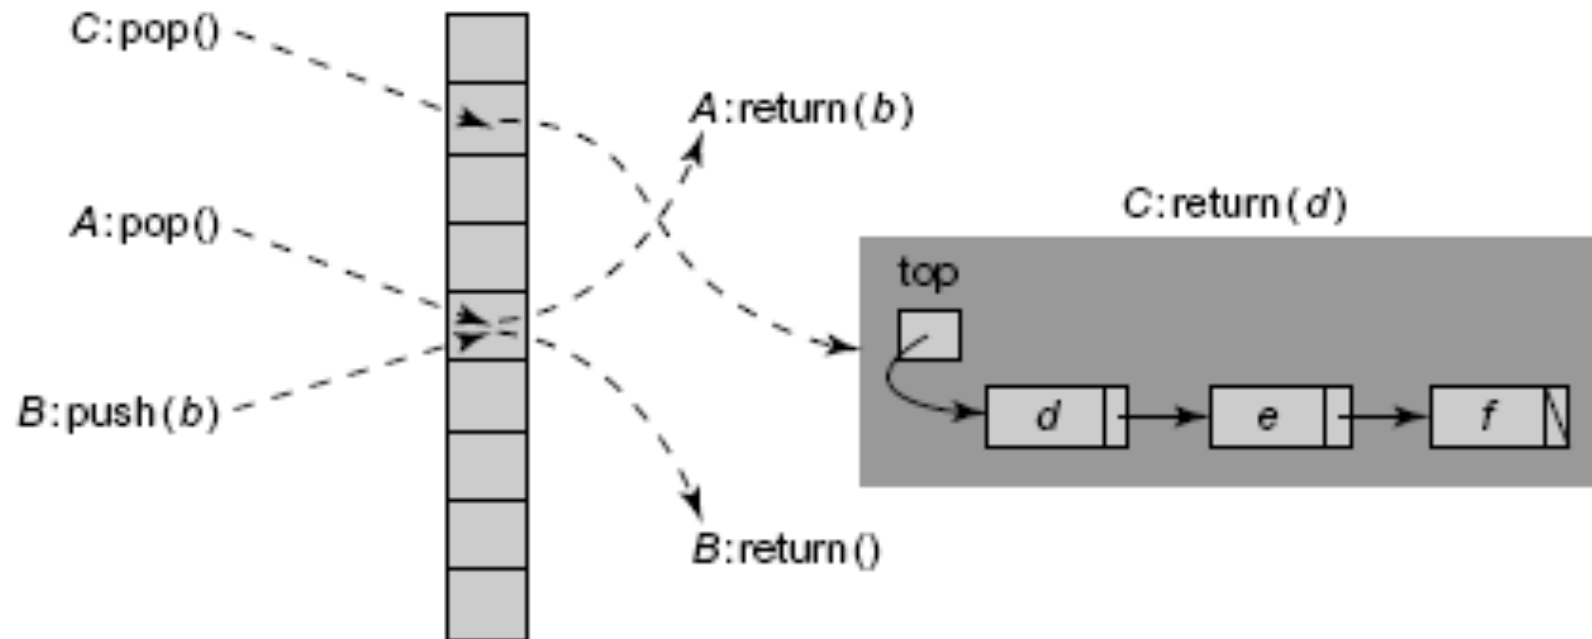 C:pop()
A:return(b)
C:return(d)
A:pop()
top
B:push(b)
d
e
f
B:return()